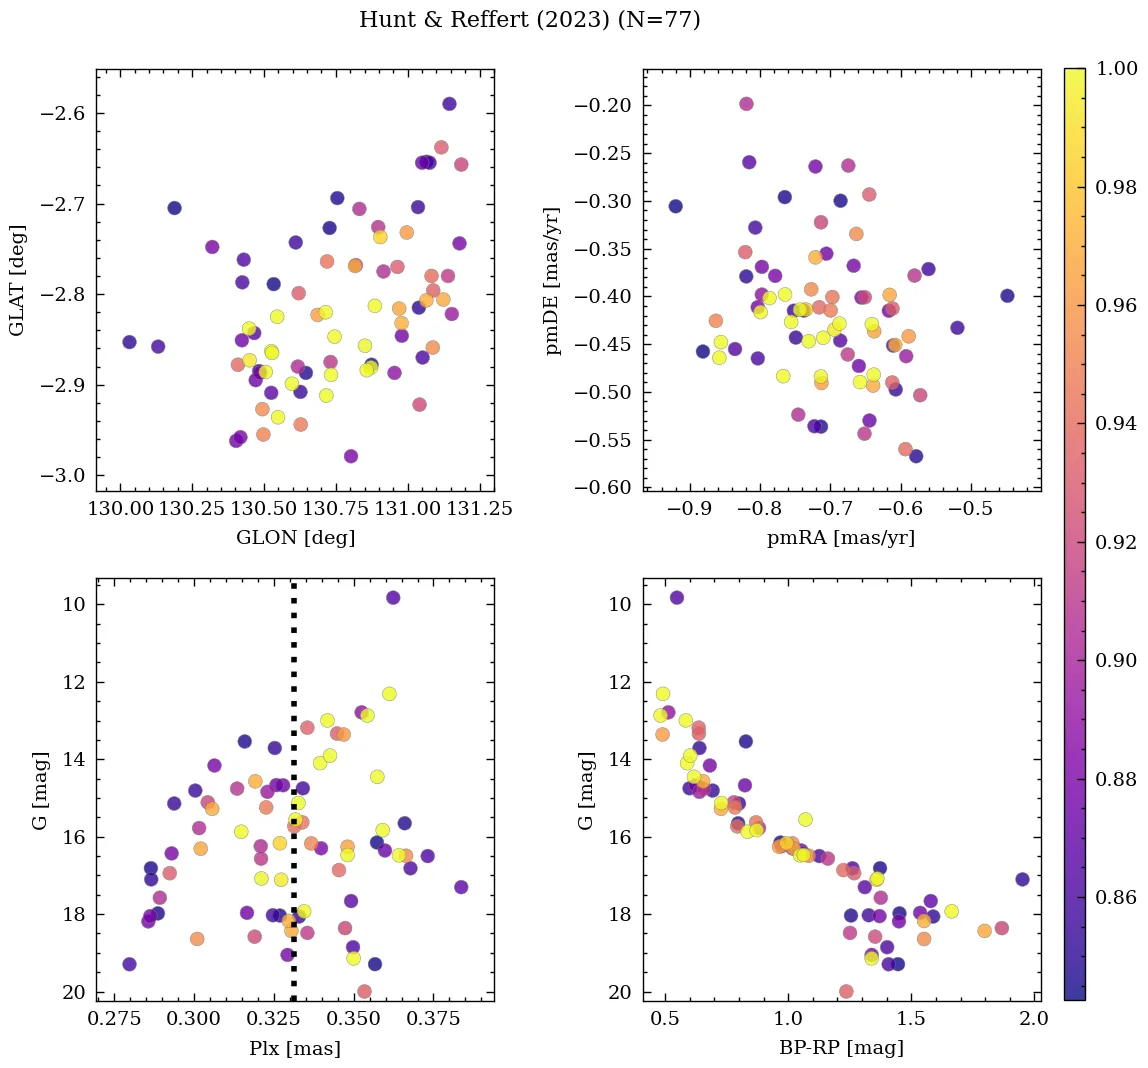 Hunt & Reffert (2023) (N=77)
−2.6
−2.7
−2.8
−2.9
−3.0
GLAT [deg]
130.00 130.25 130.50 130.75 131.00 131.25
GLON [deg]
−0.20
−0.25
−0.30
−0.35
−0.40
−0.45
−0.50
−0.55
−0.60
pmDE [mas/yr]
−0.9 −0.8 −0.7 −0.6 −0.5
pmRA [mas/yr]
1.00
0.98
0.96
0.94
0.92
0.90
0.88
0.86
10
12
14
16
18
20
G [mag]
0.275 0.300 0.325 0.350 0.375
Plx [mas]
10
12
14
16
18
20
G [mag]
0.5 1.0 1.5 2.0
BP-RP [mag]